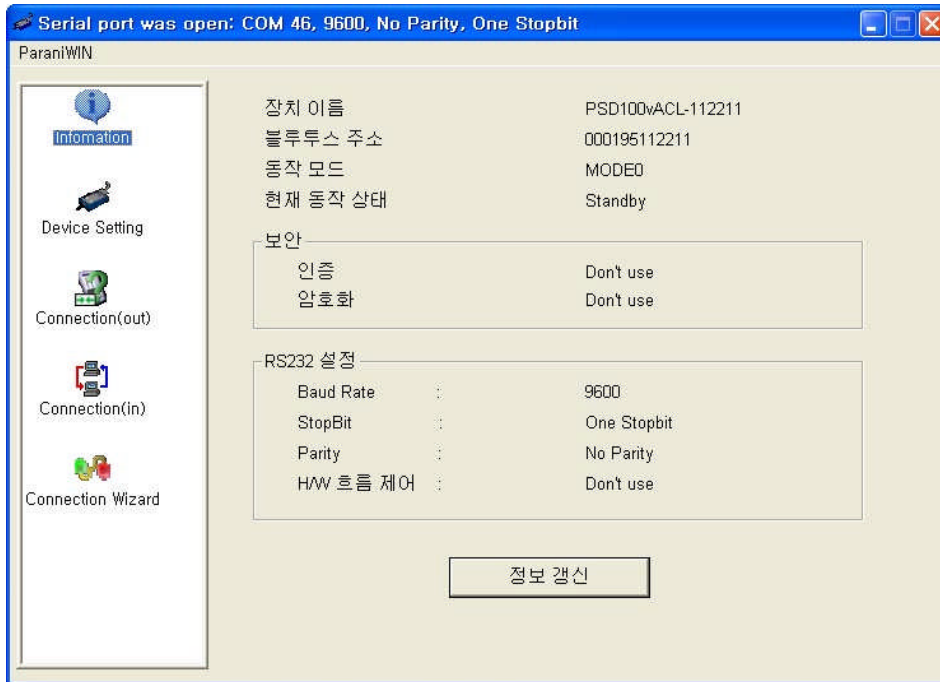 Serial port was open: COM 46, 9600, No Parity, One Stopbit
ParaniWIN
Infomation
Device Setting
Connection(out)
Connection(in)
Connection Wizard
장치 이름 PSD100vACL-112211
블루투스 주소 000195112211
동작 모드 MODE0
현재 동작 상태 Standby
보안
인증 Don't use
암호화 Don't use
RS232 설정
Baud Rate : 9600
StopBit : One Stopbit
Parity : No Parity
H/W 흐름 제어 : Don't use
정보 갱신